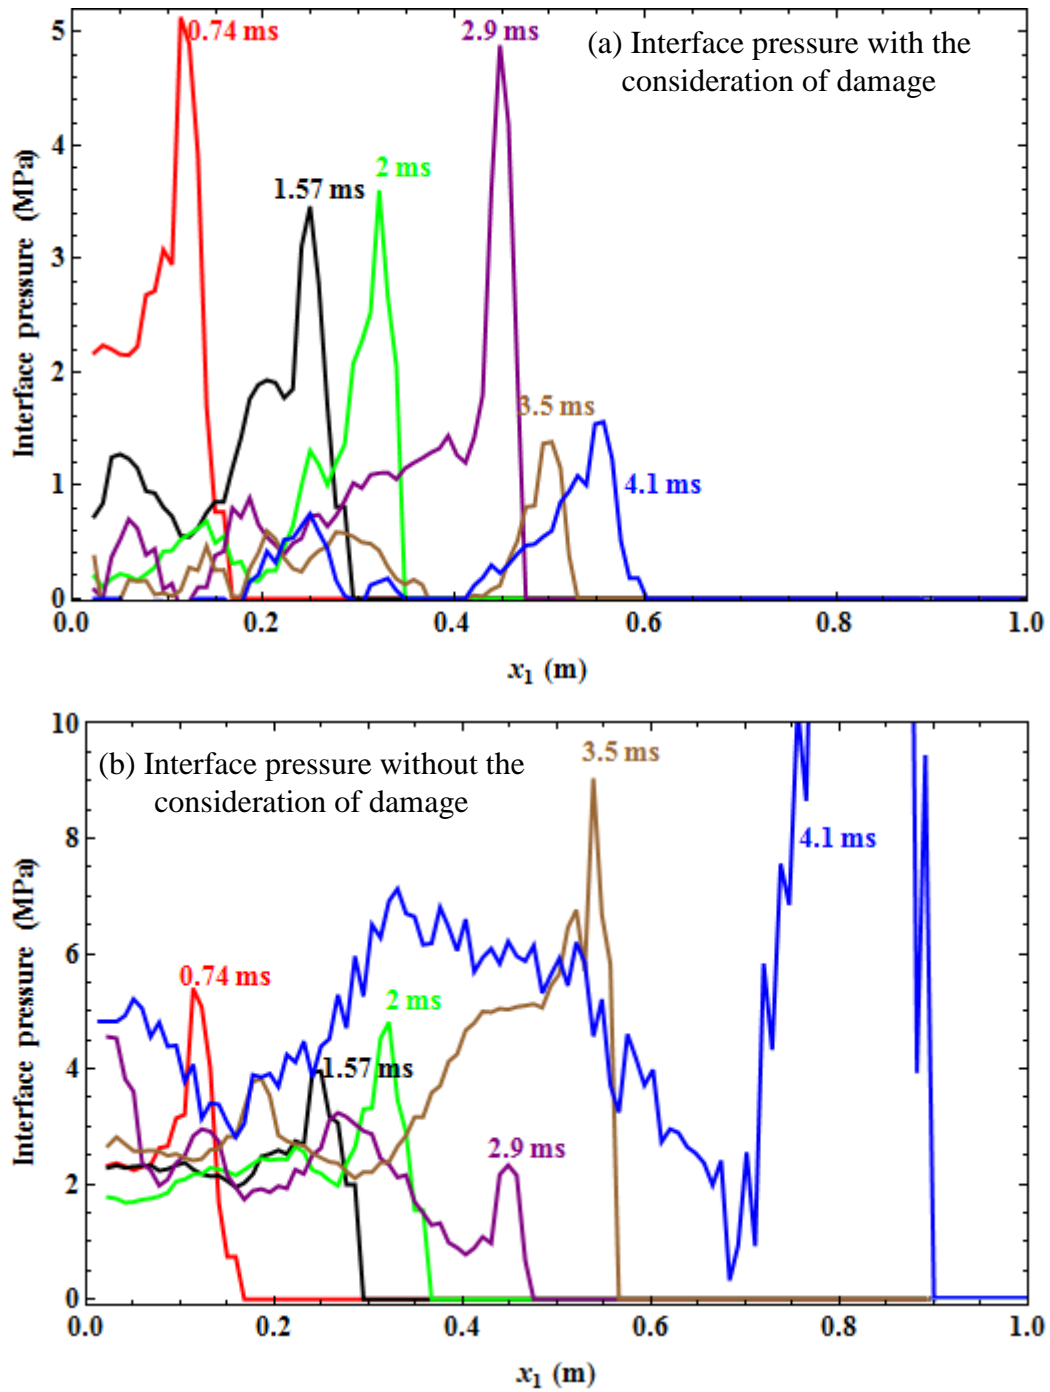 (a) Interface pressure with the
consideration of damage
0.74 ms
2.9 ms
1.57 ms
2 ms
3.5 ms
4.1 ms
Interface pressure (MPa)
5
4
3
2
1
0
0.0 0.2 0.4 0.6 0.8 1.0
x1 (m)
(b) Interface pressure without the
consideration of damage
3.5 ms
4.1 ms
0.74 ms
2 ms
1.57 ms
2.9 ms
Interface pressure (MPa)
10
8
6
4
2
0
0.0 0.2 0.4 0.6 0.8 1.0
x1 (m)